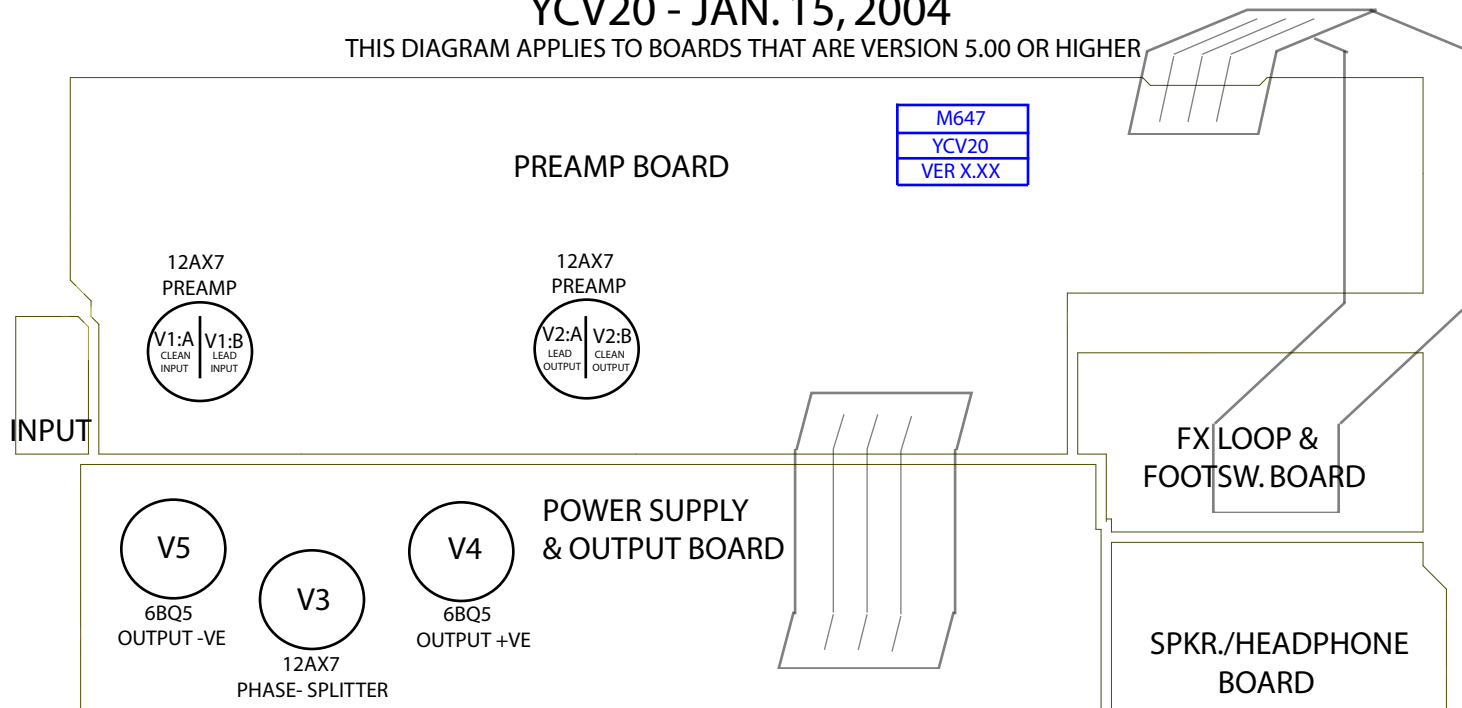 YCV20 - JAN. 15, 2004
THIS DIAGRAM APPLIES TO BOARDS THAT ARE VERSION 5.00 OR HIGHER
M647
YCV20
VER X.XX
PREAMP BOARD
12AX7
PREAMP
V1:A
CLEAN
INPUT
V1:B
LEAD
INPUT
12AX7
PREAMP
V2:A
LEAD
OUTPUT
V2:B
CLEAN
OUTPUT
INPUT
FX LOOP &
FOOTSW. BOARD
POWER SUPPLY
& OUTPUT BOARD
V5
6BQ5
OUTPUT -VE
V3
12AX7
PHASE- SPLITTER
V4
6BQ5
OUTPUT +VE
SPKR./HEADPHONE
BOARD